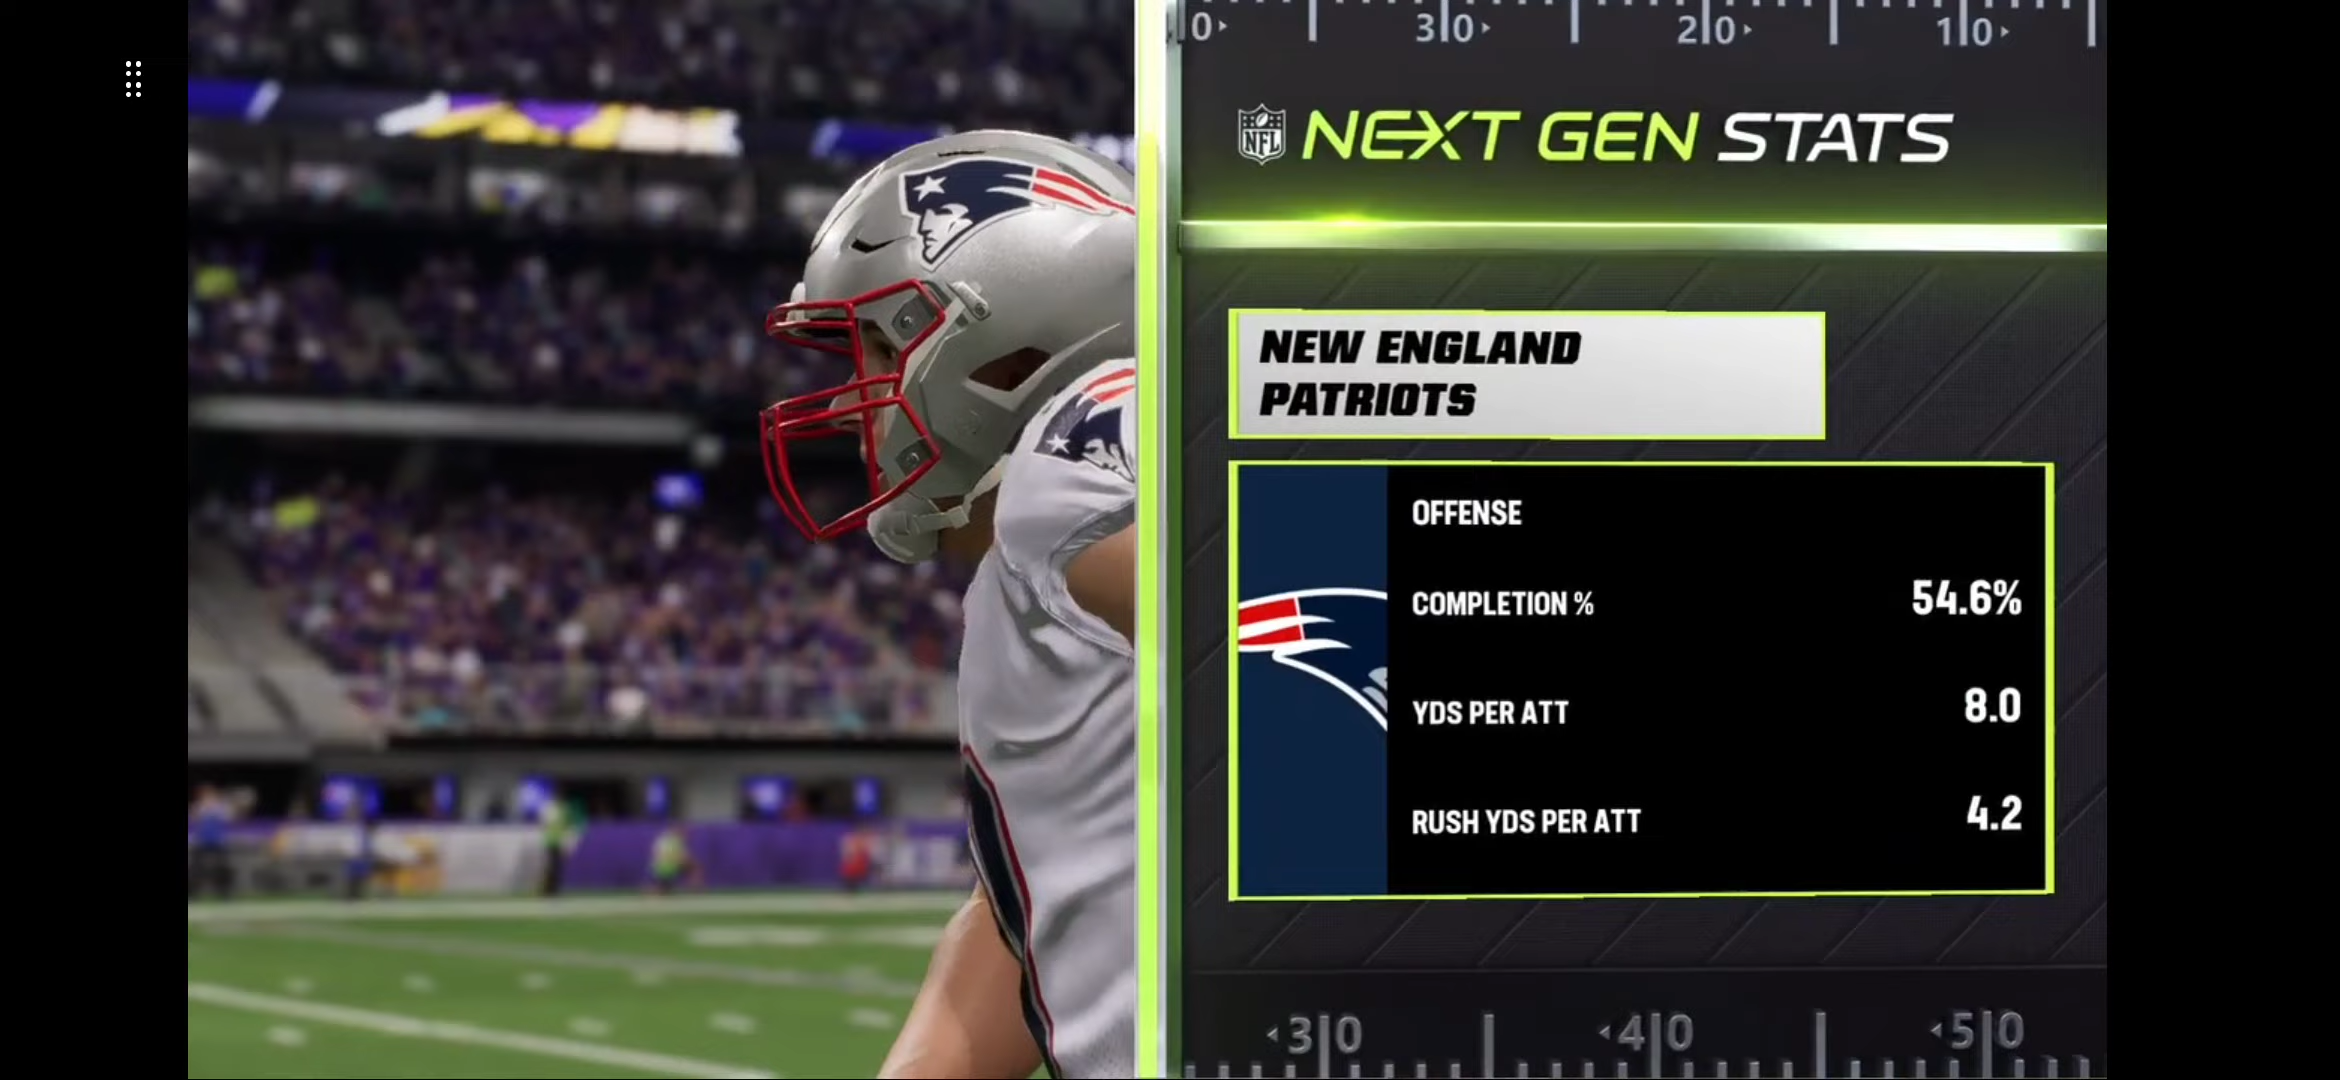 0 30 20 10
NFL NEXT GEN STATS
NEW ENGLAND
PATRIOTS
OFFENSE
COMPLETION % 54.6%
YDS PER ATT 8.0
RUSH YDS PER ATT 4.2
30 40 50